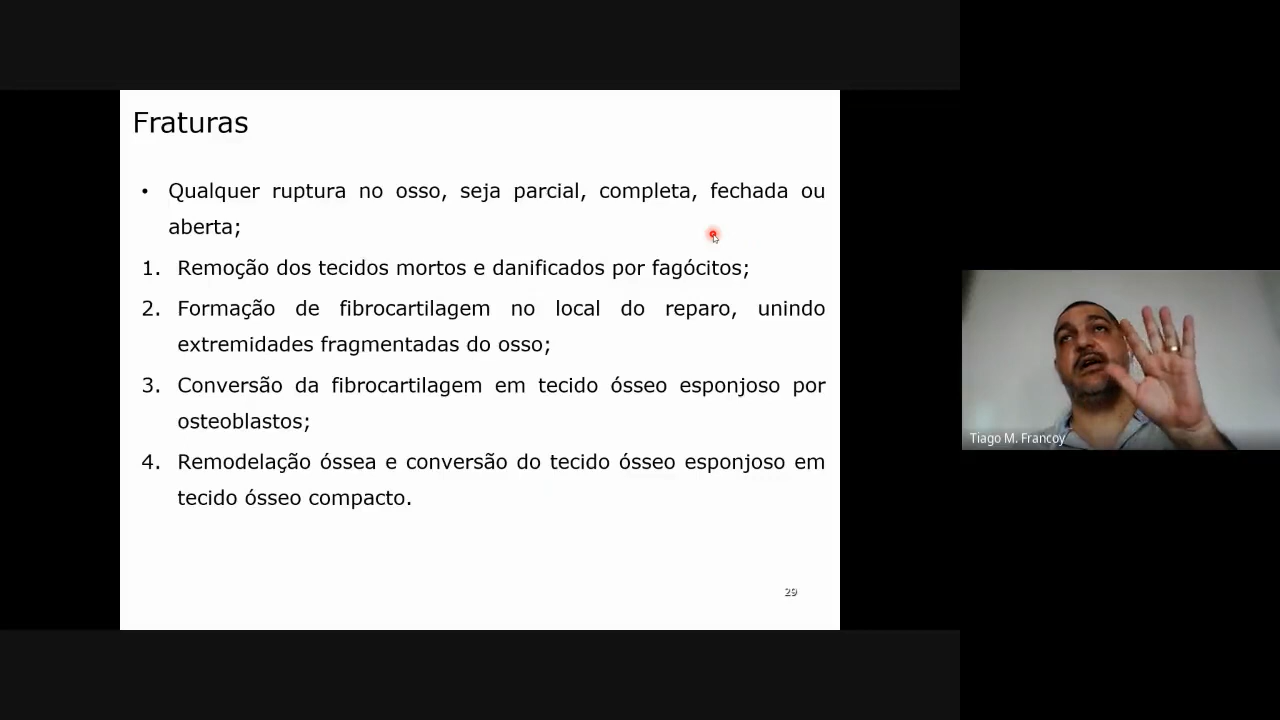 Fraturas
• Qualquer ruptura no osso, seja parcial, completa, fechada ou
aberta;
1. Remoção dos tecidos mortos e danificados por fagócitos;
2. Formação de fibrocartilagem no local do reparo, unindo
extremidades fragmentadas do osso;
3. Conversão da fibrocartilagem em tecido ósseo esponjoso por
osteoblastos;
4. Remodelação óssea e conversão do tecido ósseo esponjoso em
tecido ósseo compacto.
29
Tiago M. Francoy